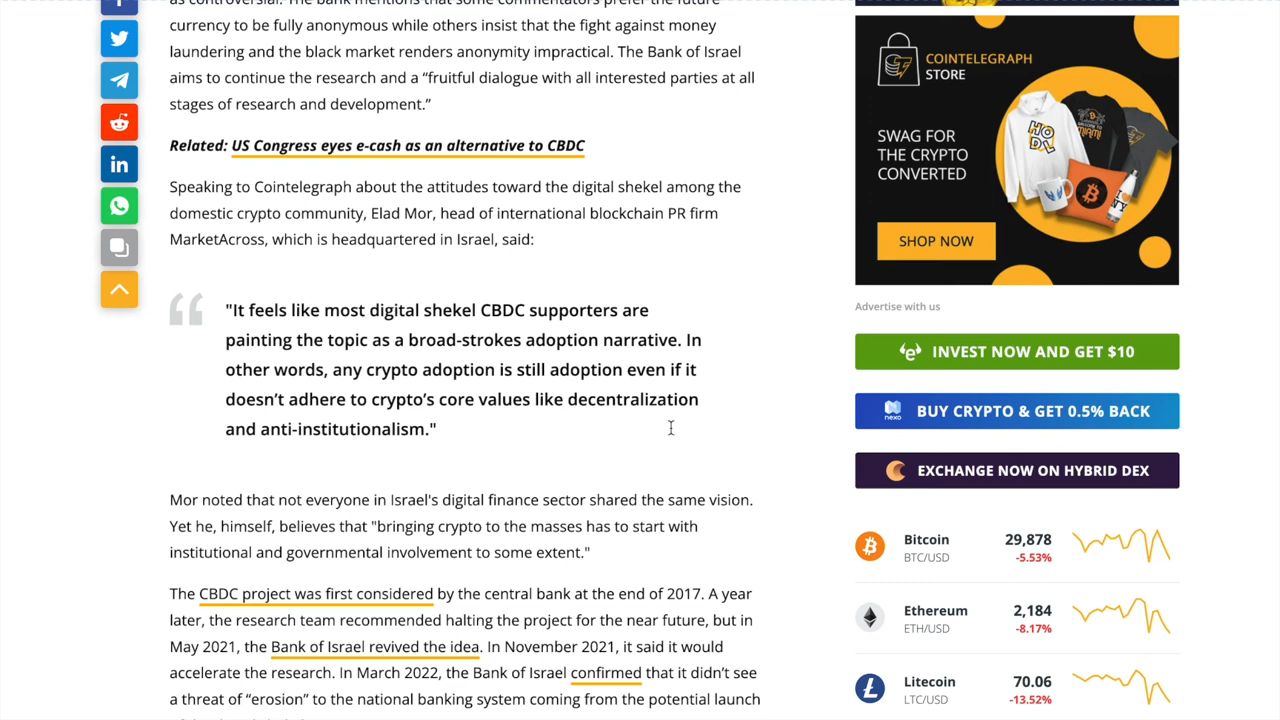 currency to be fully anonymous while others insist that the fight against money
laundering and the black market renders anonymity impractical. The Bank of Israel
aims to continue the research and a “fruitful dialogue with all interested parties at all
stages of research and development.”
Related: US Congress eyes e-cash as an alternative to CBDC
Speaking to Cointelegraph about the attitudes toward the digital shekel among the
domestic crypto community, Elad Mor, head of international blockchain PR firm
MarketAcross, which is headquartered in Israel, said:
"It feels like most digital shekel CBDC supporters are
painting the topic as a broad-strokes adoption narrative. In
other words, any crypto adoption is still adoption even if it
doesn’t adhere to crypto’s core values like decentralization
and anti-institutionalism."
Mor noted that not everyone in Israel's digital finance sector shared the same vision.
Yet he, himself, believes that "bringing crypto to the masses has to start with
institutional and governmental involvement to some extent."
The CBDC project was first considered by the central bank at the end of 2017. A year
later, the research team recommended halting the project for the near future, but in
May 2021, the Bank of Israel revived the idea. In November 2021, it said it would
accelerate the research. In March 2022, the Bank of Israel confirmed that it didn’t see
a threat of “erosion” to the national banking system coming from the potential launch
COINTELEGRAPH
STORE
SWAG FOR
THE CRYPTO
CONVERTED
SHOP NOW
HO
DL
Advertise with us
INVEST NOW AND GET $10
nexo
BUY CRYPTO & GET 0.5% BACK
EXCHANGE NOW ON HYBRID DEX
Bitcoin 29,878
BTC/USD -5.53%
Ethereum 2,184
ETH/USD -8.17%
Litecoin 70.06
LTC/USD -13.52%